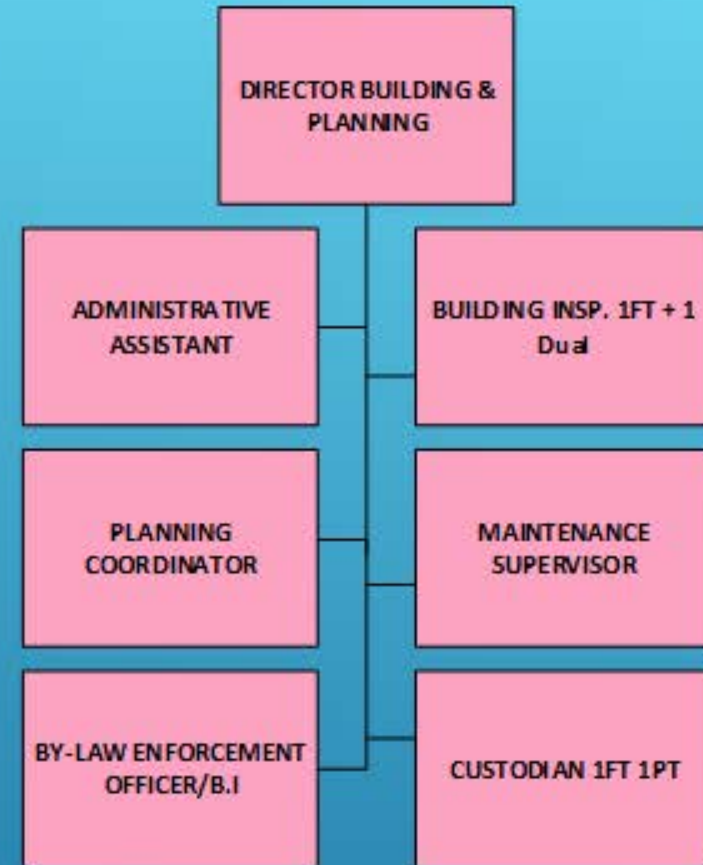 DIRECTOR BUILDING &
PLANNING
ADMINISTRATIVE
ASSISTANT
BUILDING INSP. 1FT + 1
Dual
PLANNING
COORDINATOR
MAINTENANCE
SUPERVISOR
BY-LAW ENFORCEMENT
OFFICER/B.I
CUSTODIAN 1FT 1PT